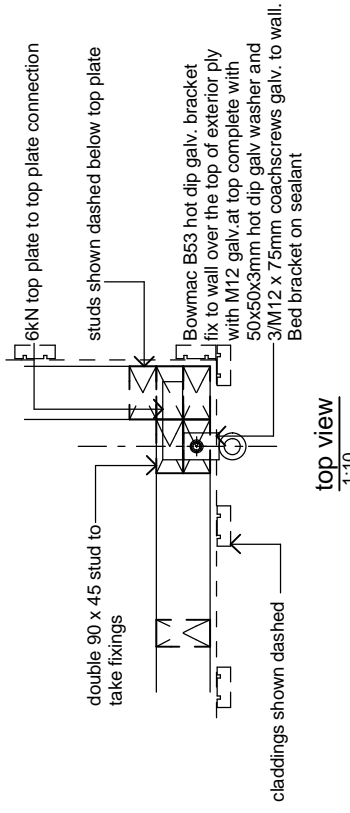 6kN top plate to top plate connection
studs shown dashed below top plate
double 90 x 45 stud to
take fixings
Bowmac B53 hot dip galv. bracket
fix to wall over the top of exterior ply
with M12 galv.at top complete with
50x50x3mm hot dip galv washer and
3/M12 x 75mm coachscrews galv. to wall.
Bed bracket on sealant
claddings shown dashed
top view
1:10